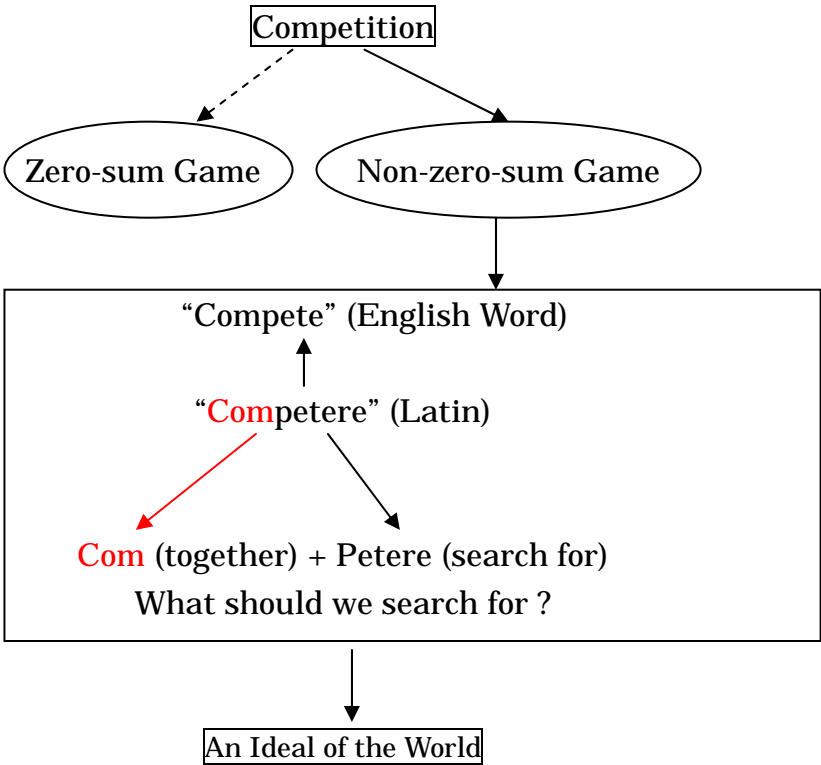 Competition
Zero-sum Game
Non-zero-sum Game
“Compete” (English Word)
“Competere” (Latin)
Com (together) + Petere (search for)
What should we search for ?
An Ideal of the World